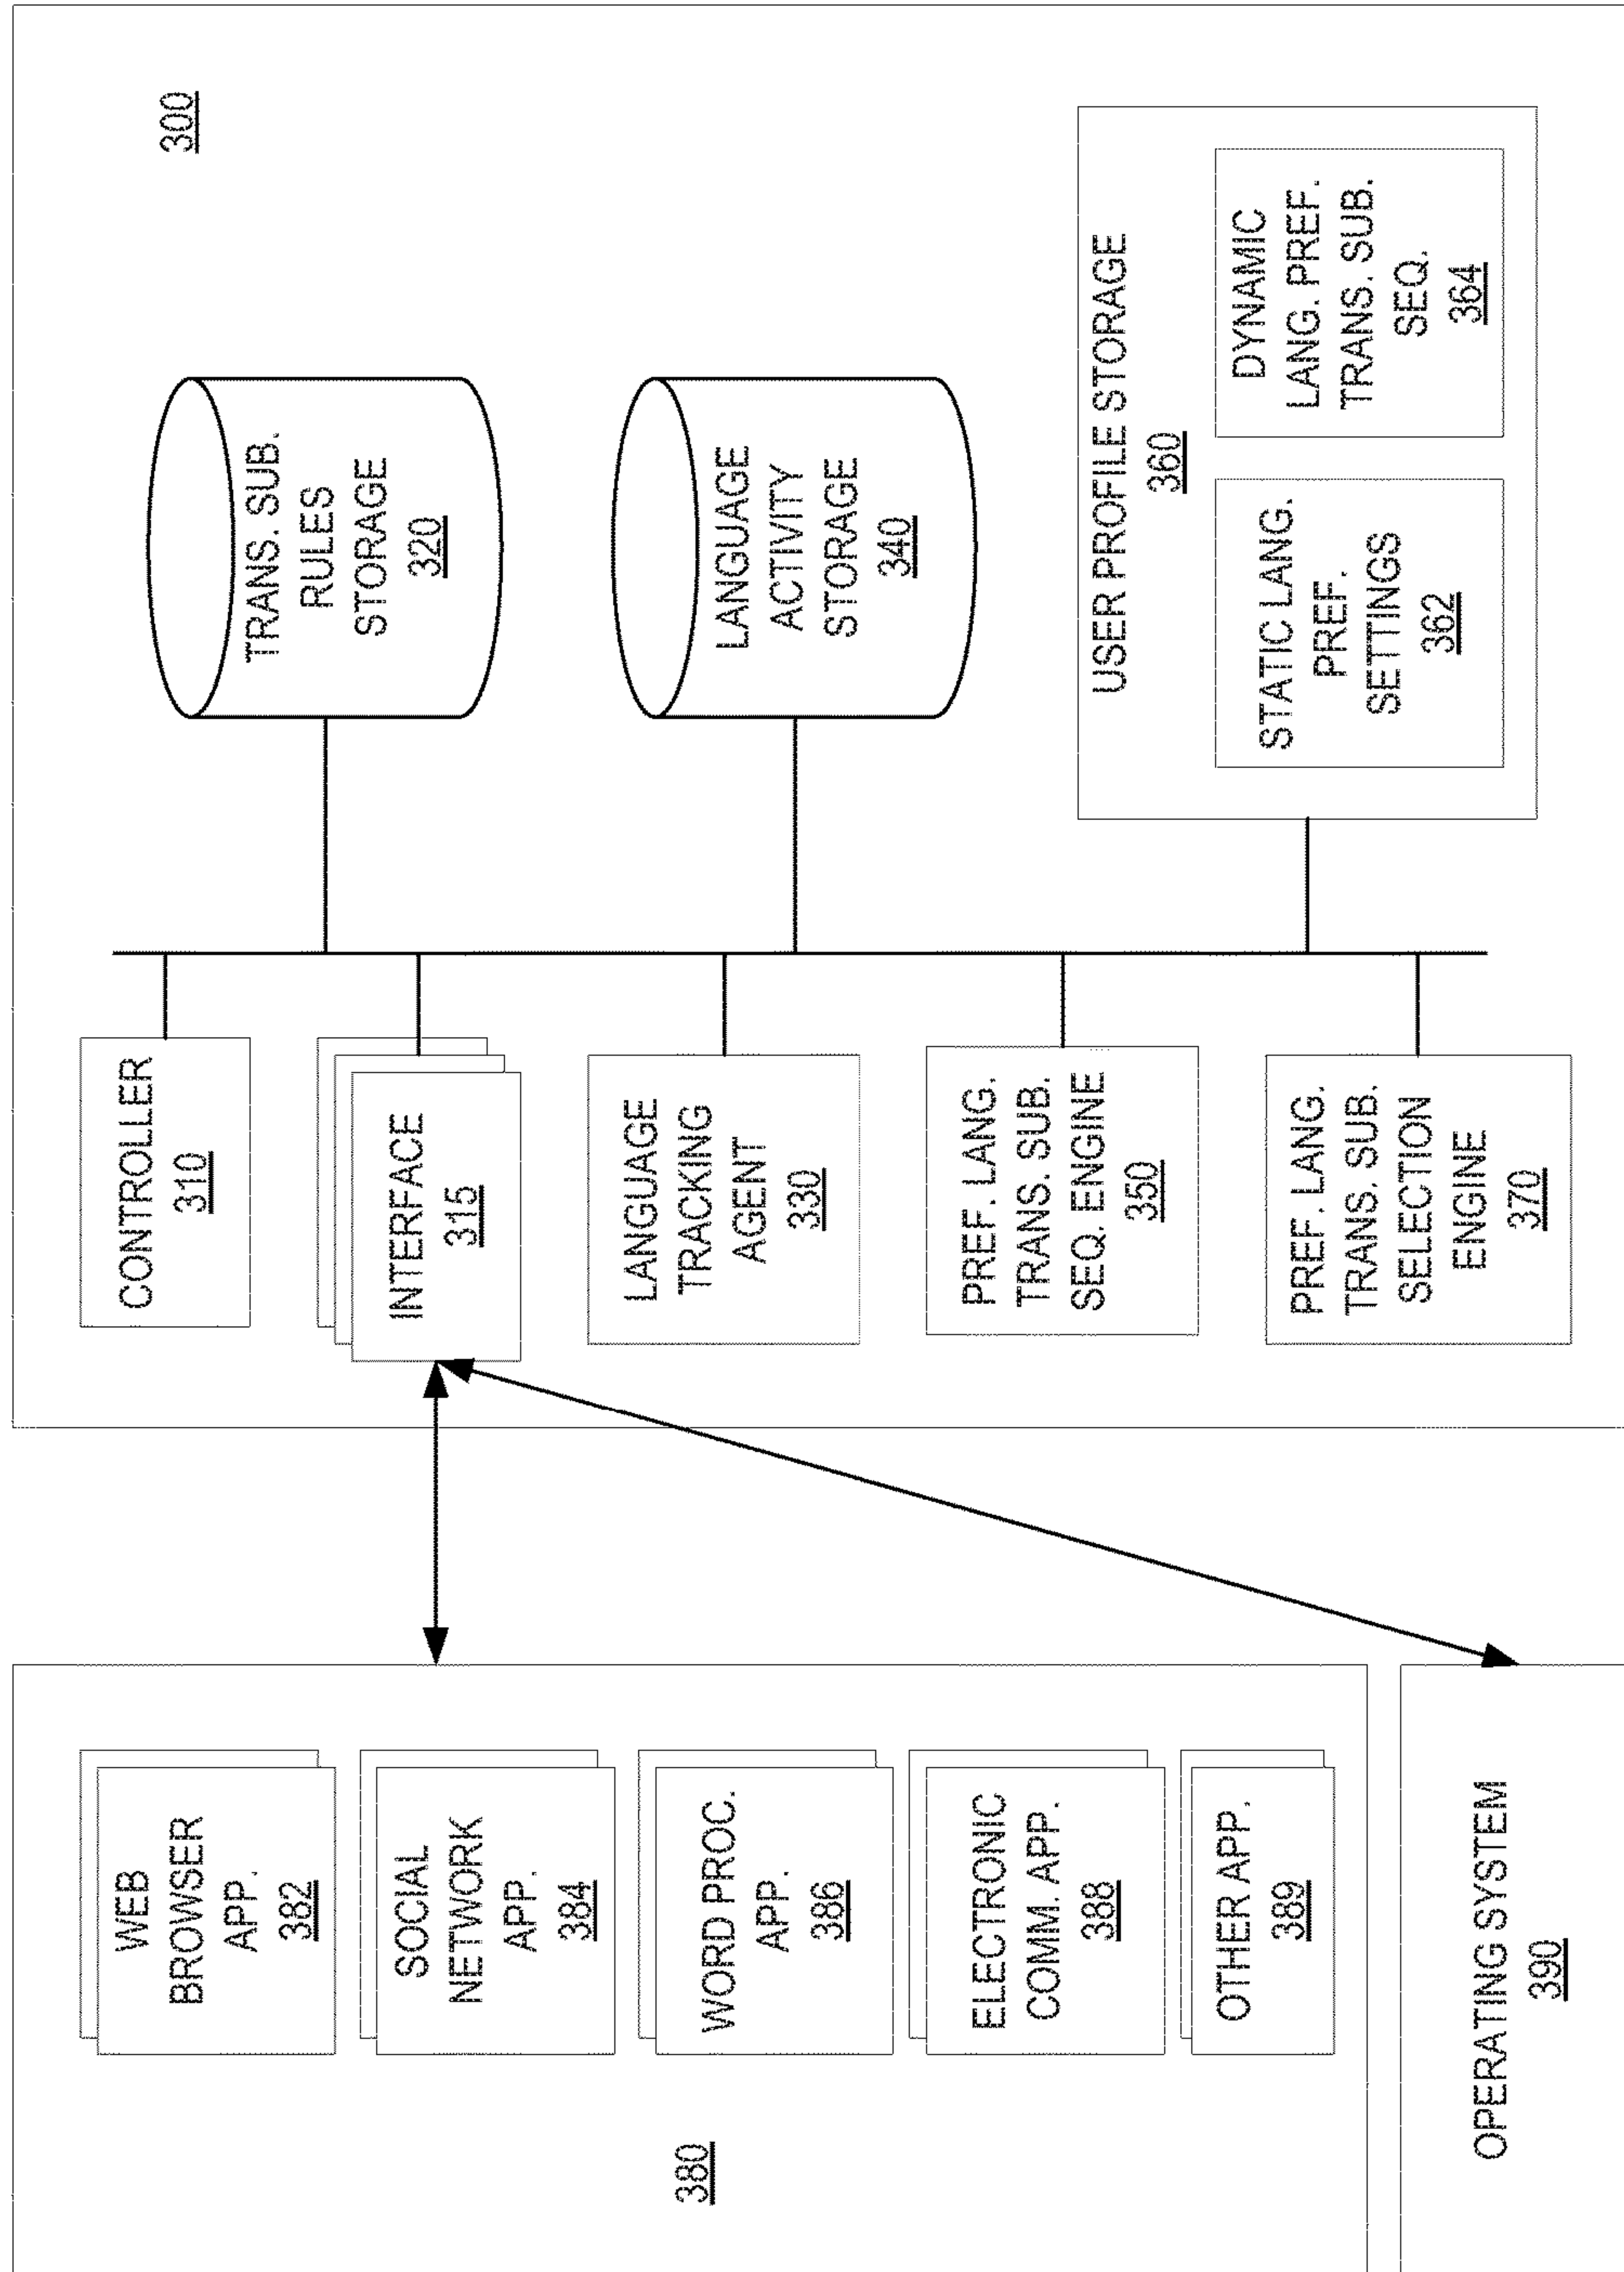 300
CONTROLLER
310
INTERFACE
315
LANGUAGE
TRACKING
AGENT
330
PREF. LANG.
TRANS. SUB.
SEQ. ENGINE
350
PREF. LANG.
TRANS. SUB.
SELECTION
ENGINE
370
TRANS. SUB.
RULES
STORAGE
320
LANGUAGE
ACTIVITY
STORAGE
340
USER PROFILE STORAGE
360
STATIC LANG.
PREF.
SETTINGS
362
DYNAMIC
LANG. PREF.
TRANS. SUB.
SEQ.
364
380
WEB
BROWSER
APP.
382
SOCIAL
NETWORK
APP.
384
WORD PROC.
APP.
386
ELECTRONIC
COMM. APP.
388
OTHER APP.
389
OPERATING SYSTEM
390